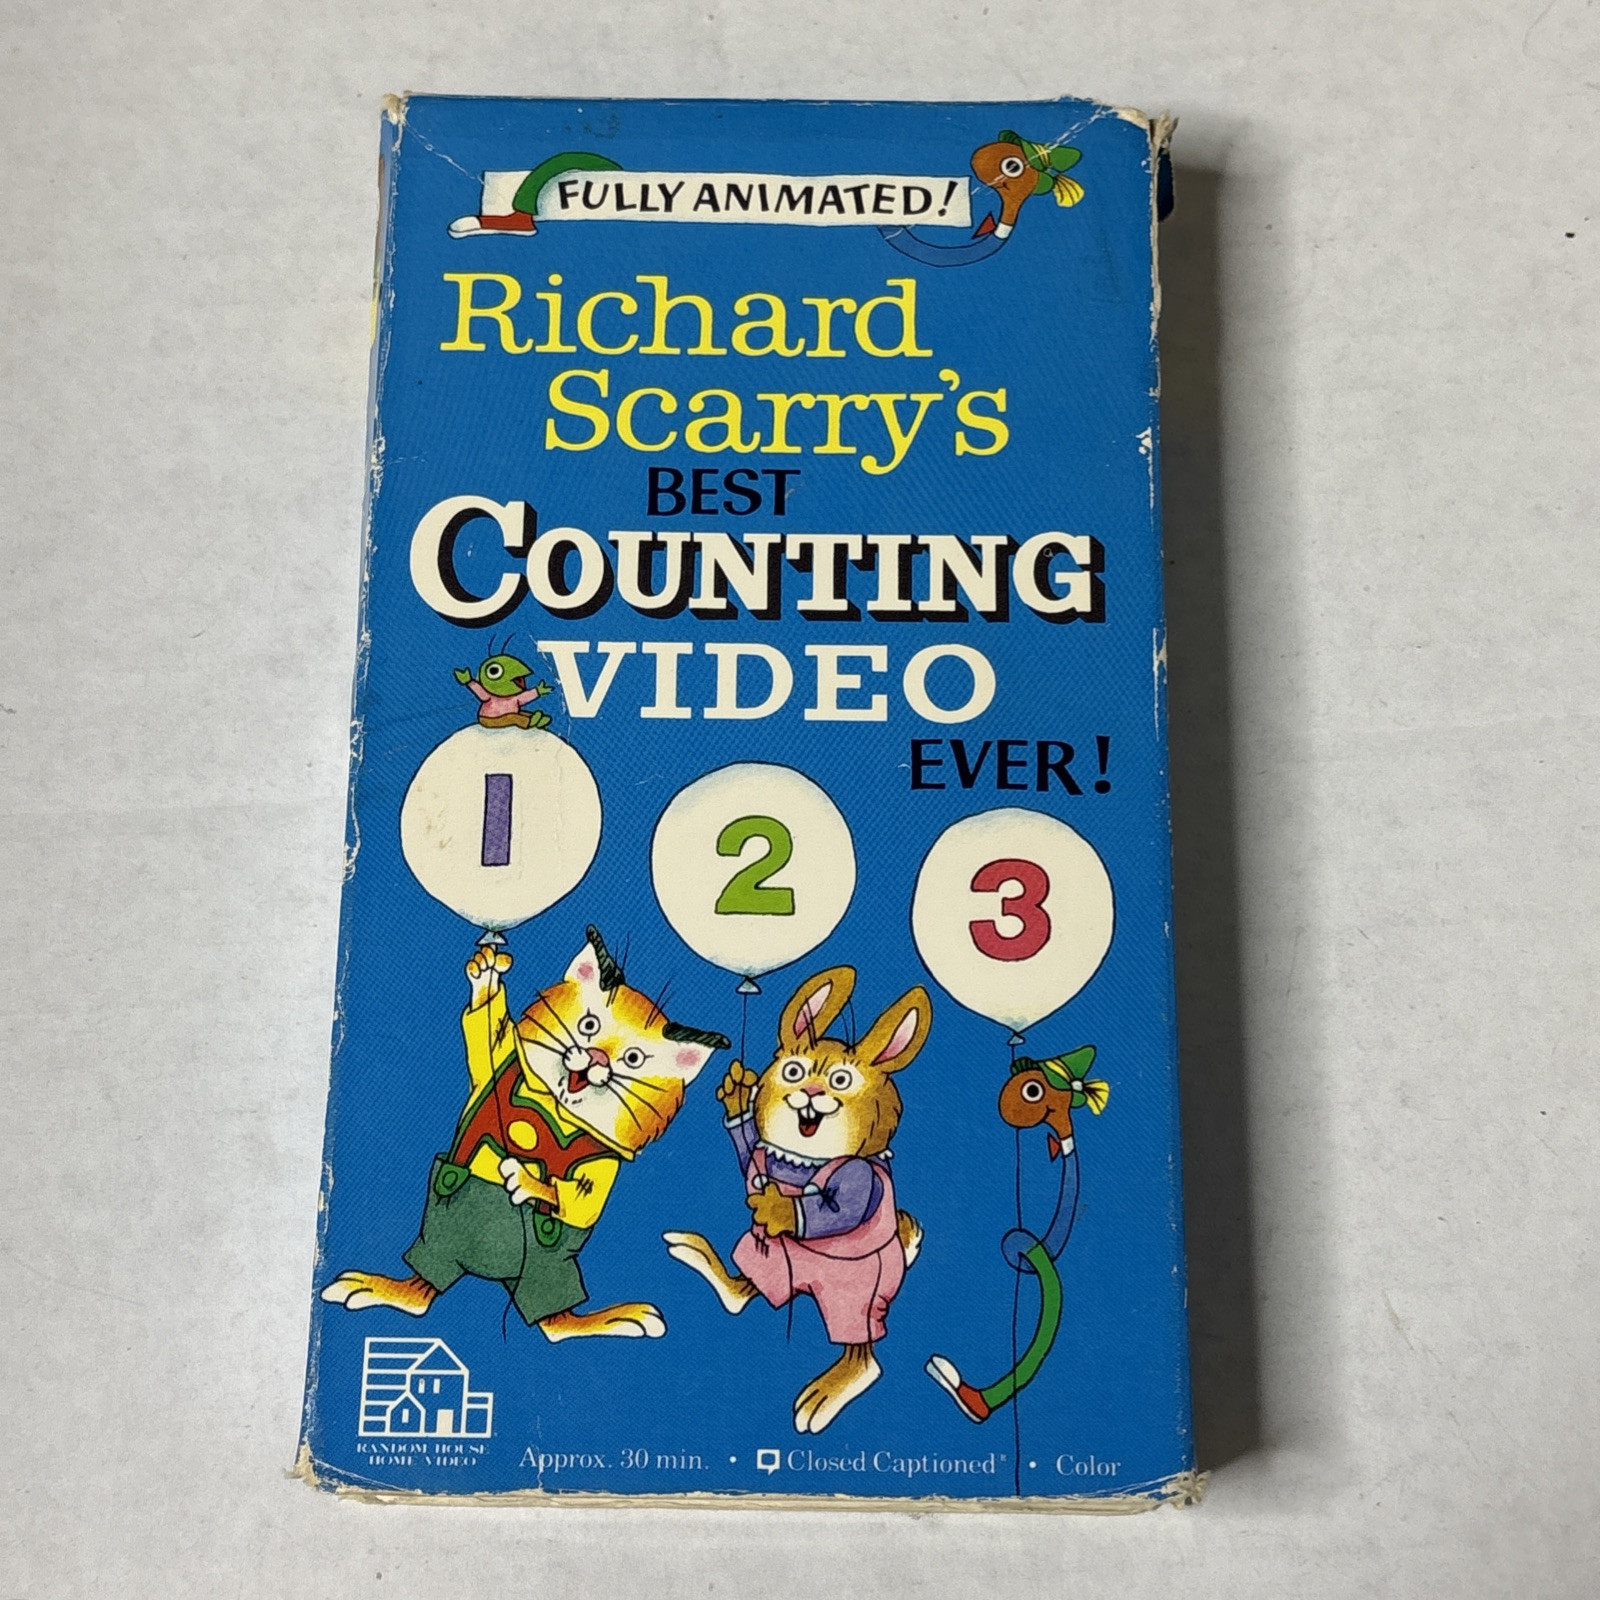 FULLY ANIMATED!
Richard
Scarry's
BEST
COUNTING
VIDEO
EVER!
1
2
3
RANDOM HOUSE
HOME VIDEO
Approx. 30 min. • Closed Captioned • Color